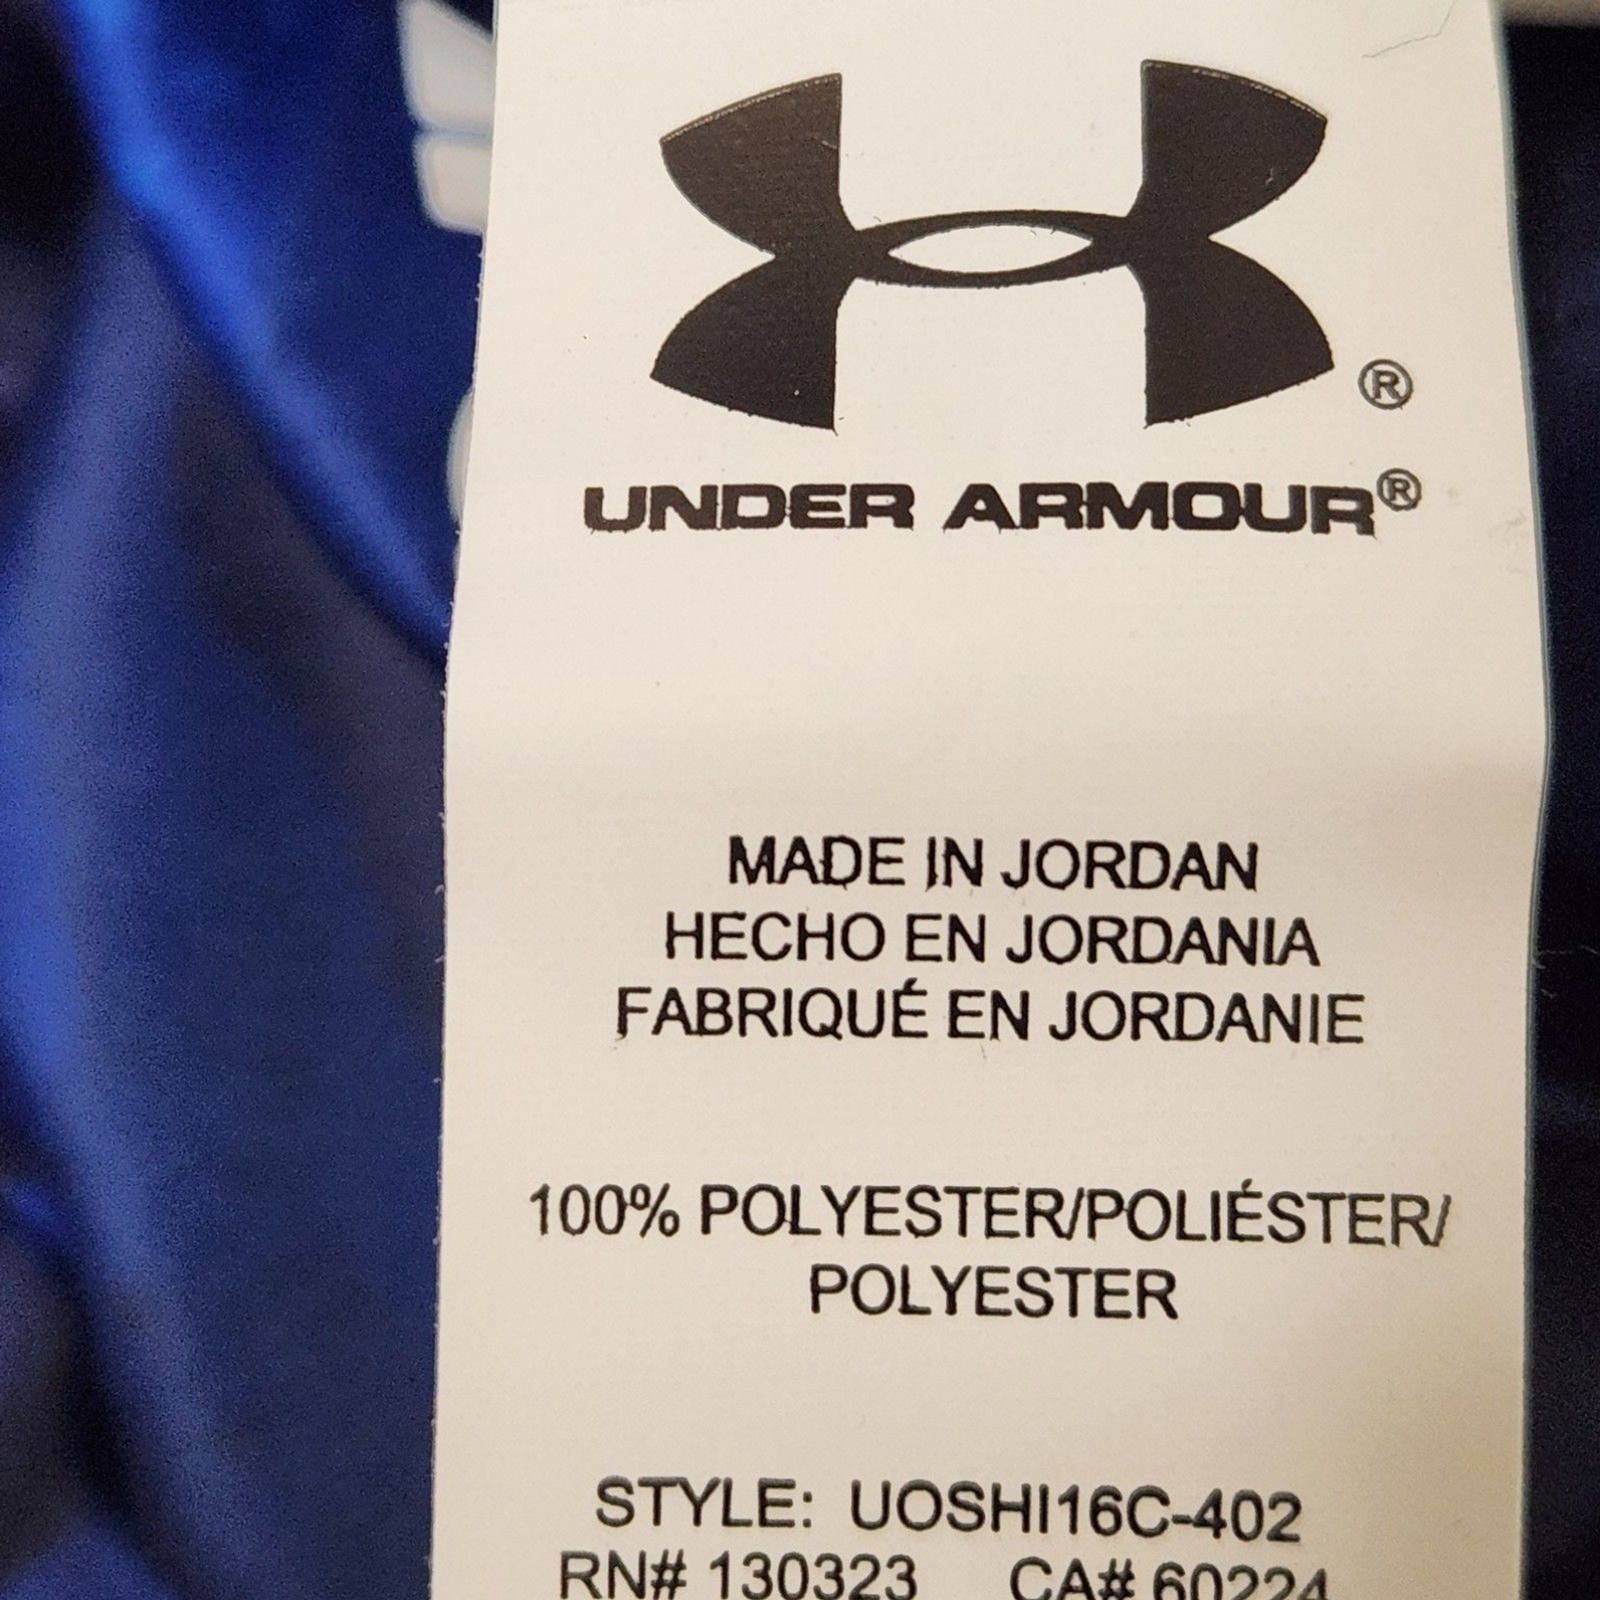 ®
UNDER ARMOUR®
MADE IN JORDAN
HECHO EN JORDANIA
FABRIQUÉ EN JORDANIE
100% POLYESTER/POLIÉSTER/
POLYESTER
STYLE: UOSHI16C-402
RN# 130323 CA# 60224